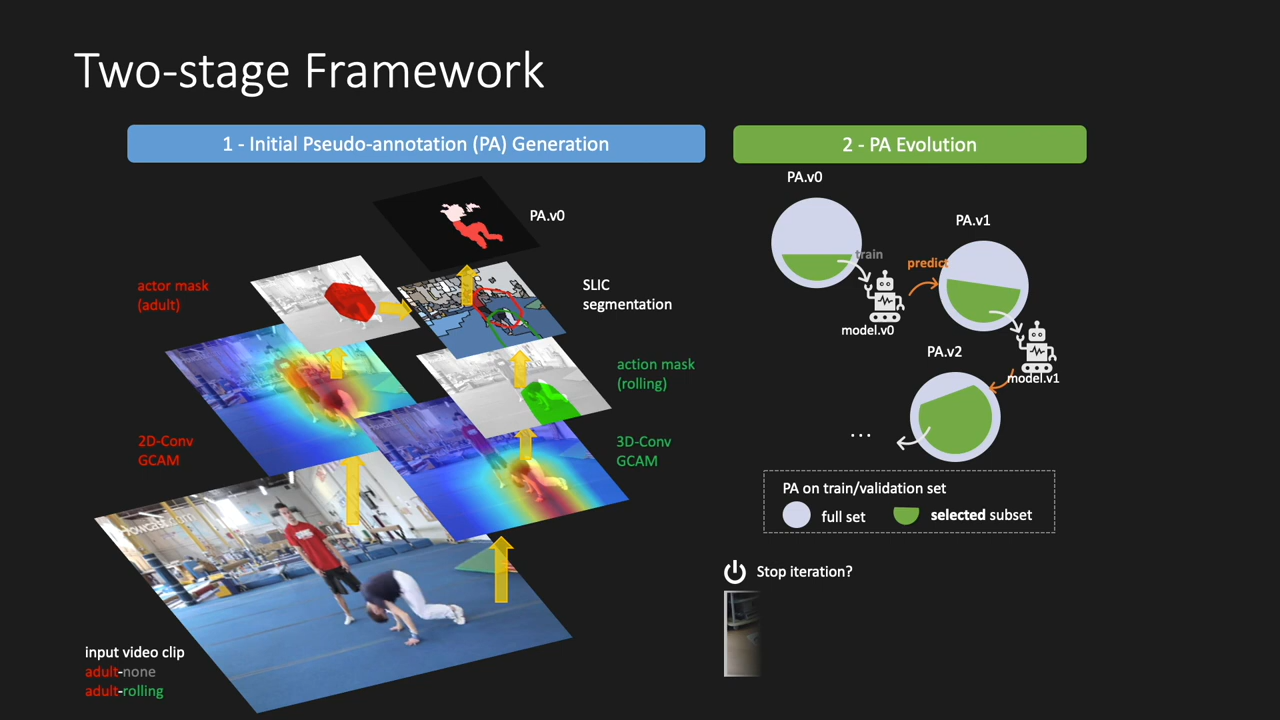 Two-stage Framework
1 - Initial Pseudo-annotation (PA) Generation
PA.v0
actor mask
(adult)
SLIC
segmentation
action mask
(rolling)
2D-Conv
GCAM
3D-Conv
GCAM
input video clip
adult-none
adult-rolling
2 - PA Evolution
PA.v0
PA.v1
train
predict
model.v0
PA.v2
model.v1
...
PA on train/validation set
full set
selected subset
Stop iteration?